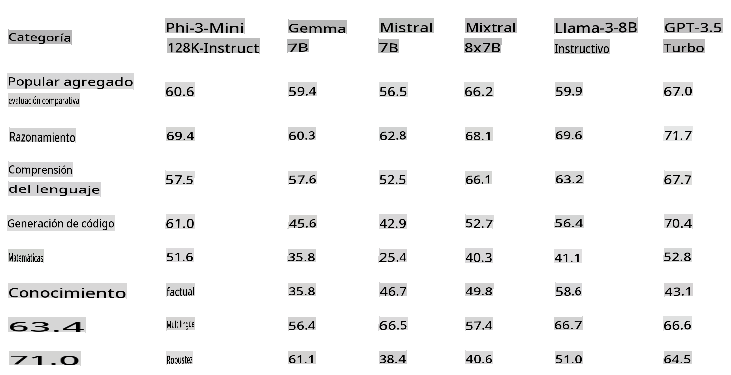 Categoría Phi-3-Mini 128K-Instruct Gemma 7B Mistral 7B Mixtral 8x7B Llama-3-8B Instructivo GPT-3.5 Turbo
Popular agregado evaluación comparativa 60.6 59.4 56.5 66.2 59.9 67.0
Razonamiento 69.4 60.3 62.8 68.1 69.6 71.7
Comprensión del lenguaje 57.5 57.6 52.5 66.1 63.2 67.7
Generación de código 61.0 45.6 42.9 52.7 56.4 70.4
Matemáticas 51.6 35.8 25.4 40.3 41.1 52.8
Conocimiento factual 35.8 46.7 49.8 58.6 43.1
63.4 Multilingüe 56.4 66.5 57.4 66.7 66.6
71.0 Robustez 61.1 38.4 40.6 51.0 64.5